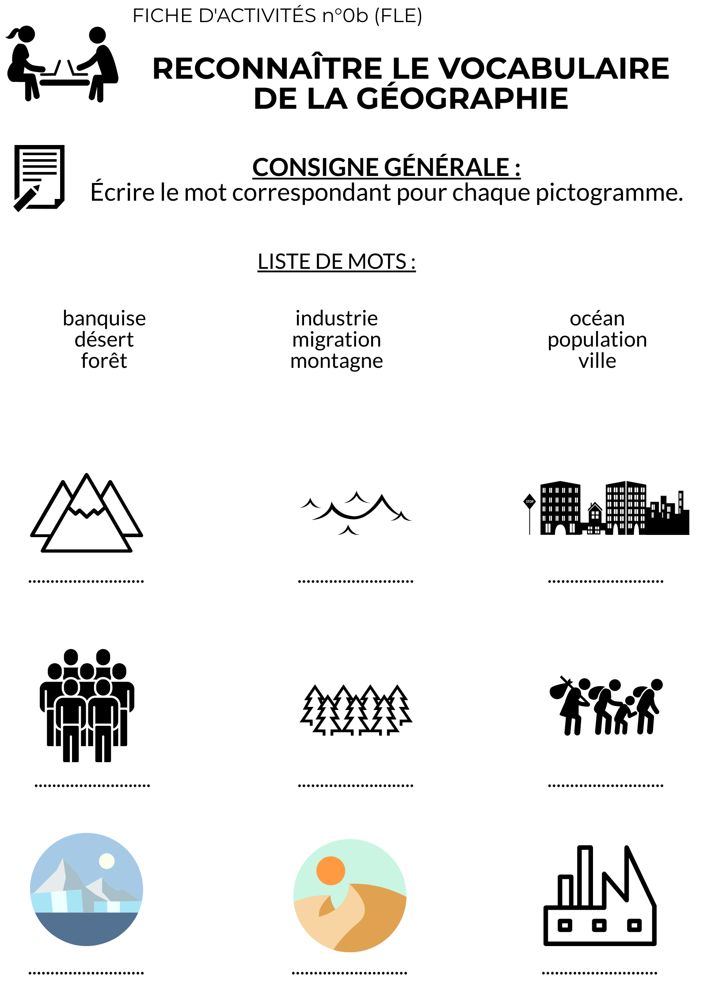 FICHE D'ACTIVITÉS n°0b (FLE)
RECONNAÎTRE LE VOCABULAIRE
DE LA GÉOGRAPHIE
CONSIGNE GÉNÉRALE :
Écrire le mot correspondant pour chaque pictogramme.
LISTE DE MOTS :
banquise
désert
forêt
industrie
migration
montagne
océan
population
ville
STOP
..........................
..........................
..........................
..........................
..........................
..........................
..........................
..........................
..........................